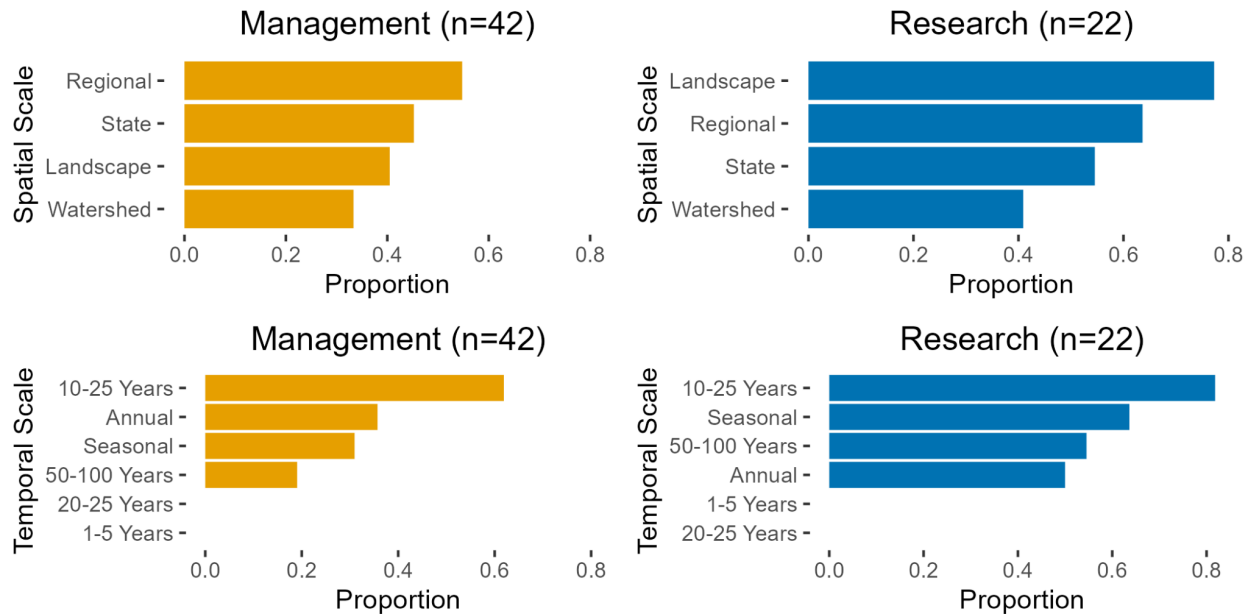 Management (n=42)
Spatial Scale
Regional
State
Landscape
Watershed
0.0 0.2 0.4 0.6 0.8
Proportion
Research (n=22)
Spatial Scale
Landscape
Regional
State
Watershed
0.0 0.2 0.4 0.6 0.8
Proportion
Management (n=42)
Temporal Scale
10-25 Years
Annual
Seasonal
50-100 Years
20-25 Years
1-5 Years
0.0 0.2 0.4 0.6 0.8
Proportion
Research (n=22)
Temporal Scale
10-25 Years
Seasonal
50-100 Years
Annual
1-5 Years
20-25 Years
0.0 0.2 0.4 0.6 0.8
Proportion